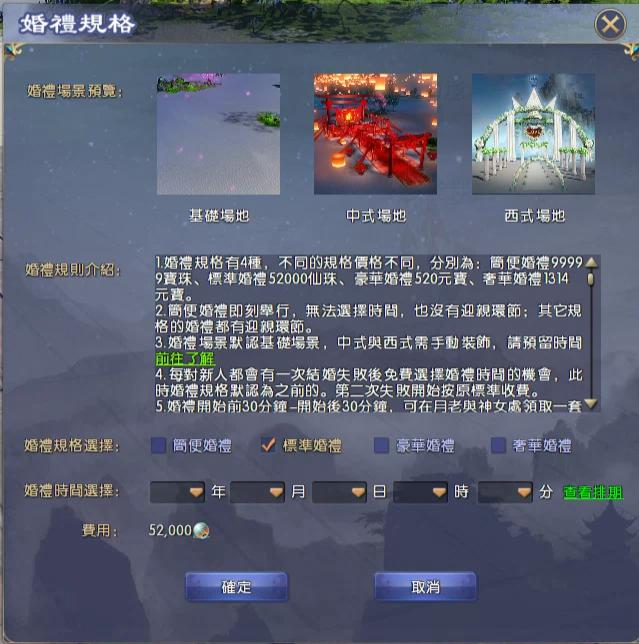 婚禮規格
婚禮場景預覽：
基礎場地
中式場地
西式場地
婚禮規則介紹：
1.婚禮規格有4種，不同的規格價格不同，分別為：簡便婚禮9999
9寶珠、標準婚禮52000仙珠、豪華婚禮520元寶、奢華婚禮1314
元寶。
2.簡便婚禮即刻舉行，無法選擇時間，也沒有迎親環節；其它規
格的婚禮都有迎親環節。
3.婚禮場景默認基礎場景，中式與西式需手動裝飾，請預留時間
前往了解
4.每對新人都會有一次結婚失敗後免費選擇婚禮時間的機會，此
時婚禮規格默認為之前的。第二次失敗開始按原標準收費。
5.婚禮開始前30分鐘-開始後30分鐘，可在月老與神女處領取一套
婚禮規格選擇：
簡便婚禮
標準婚禮
豪華婚禮
奢華婚禮
婚禮時間選擇：
年
月
日
時
分
查看排期
費用：
52,000
確定
取消